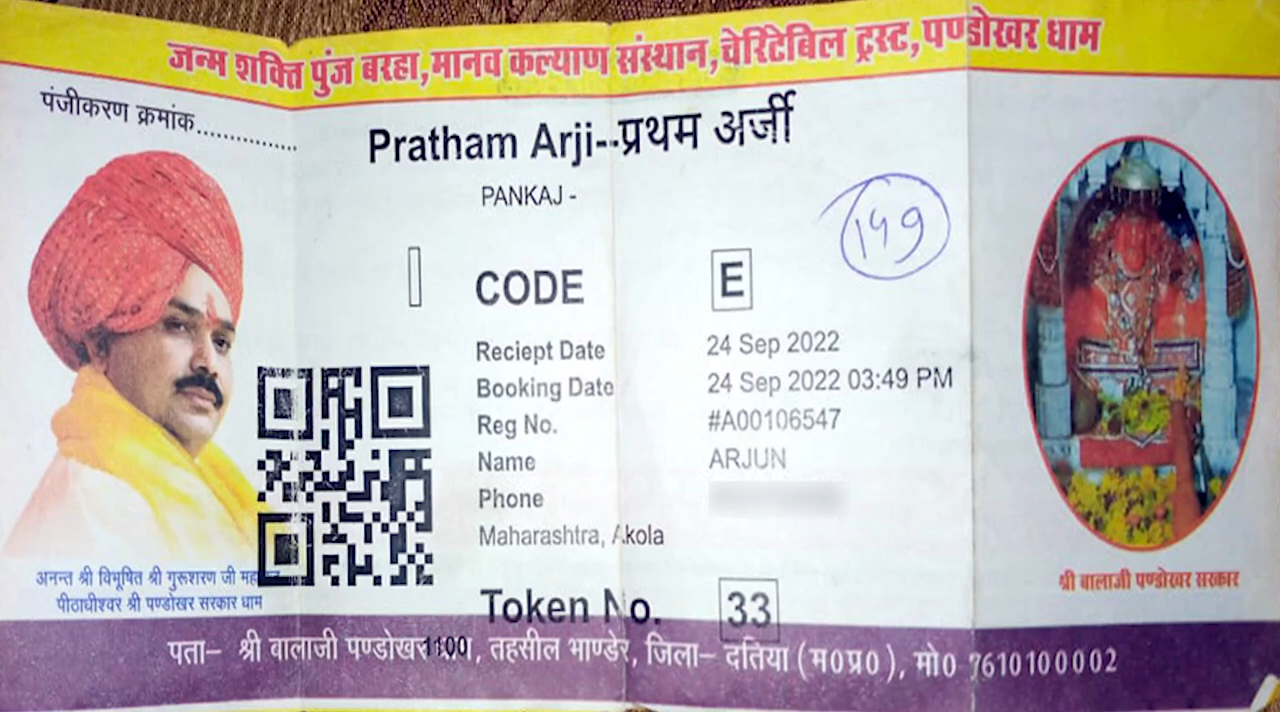 जन्म शक्ति पुंज बरहा, मानव कल्याण संस्थान, चेरिटेबिल ट्रस्ट, पण्डोखर धाम
पंजीकरण क्रमांक...............
Pratham Arji--प्रथम अर्जी
PANKAJ -
149
CODE E
Reciept Date 24 Sep 2022
Booking Date 24 Sep 2022 03:49 PM
Reg No. #A00106547
Name ARJUN
Phone
Maharashtra, Akola
Token No. 33
अनन्त श्री विभूषित श्री गुरूशरण जी
पीठाधीश्वर श्री पण्डोखर सरकार धाम
श्री बालाजी पण्डोखर सरकार
1100
पता– श्री बालाजी पण्डोखर, तहसील भाण्डेर, जिला– दतिया (म0प्र0), मो0 7610100002